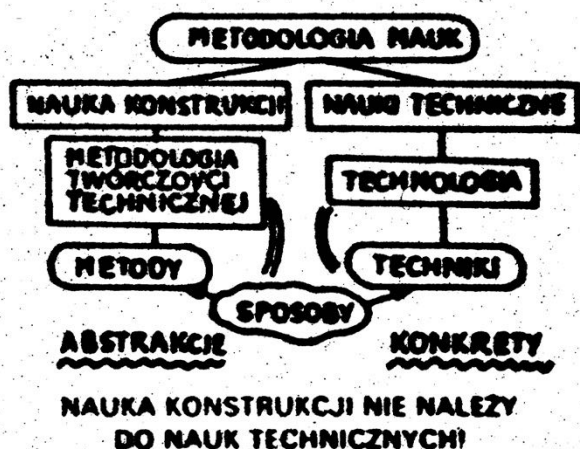 METODOLOGIA NAUK
NAUKA KONSTRUKCJI
NAUKI TECHNICZNE
METODOLOGIA
TWÓRCZOŚCI
TECHNICZNEJ
TECHNOLOGIA
METODY
TECHNIKI
SPOSOBY
ABSTRAKCJE
KONKRETY
NAUKA KONSTRUKCJI NIE NALEŻY
DO NAUK TECHNICZNYCH!